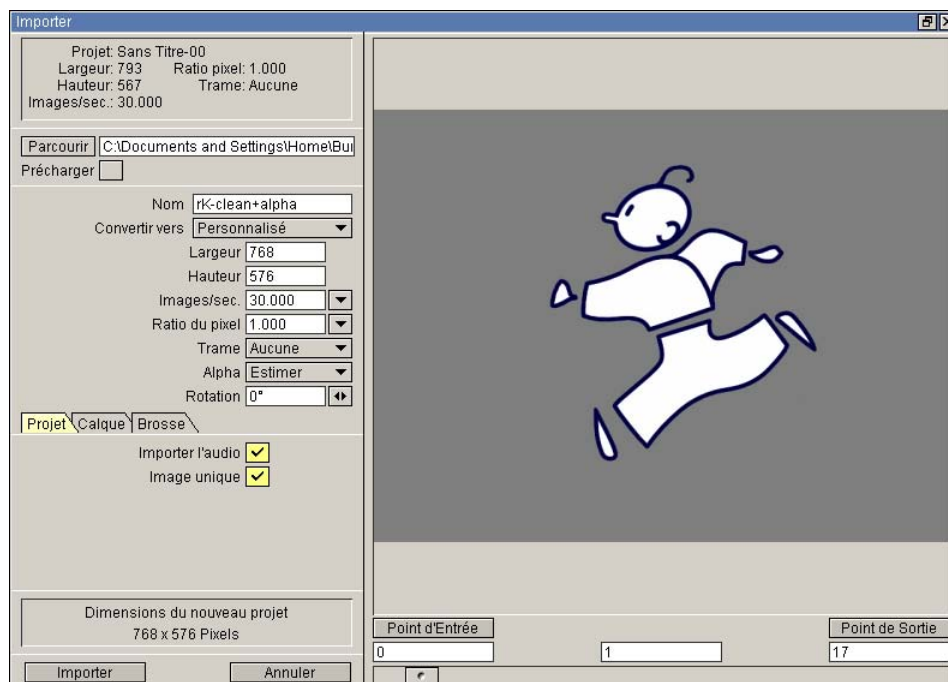 Importer
Projet: Sans Titre-00
Largeur: 793 Ratio pixel: 1.000
Hauteur: 567 Trame: Aucune
Images/sec.: 30.000
Parcourir C:\Documents and Settings\Home\Bu
Précharger
Nom rK-clean+alpha
Convertir vers Personnalisé
Largeur 768
Hauteur 576
Images/sec. 30.000
Ratio du pixel 1.000
Trame Aucune
Alpha Estimer
Rotation 0°
Projet Calque Brosse
Importer l'audio
Image unique
Dimensions du nouveau projet
768 x 576 Pixels
Importer Annuler
Point d'Entrée Point de Sortie
0 1 17